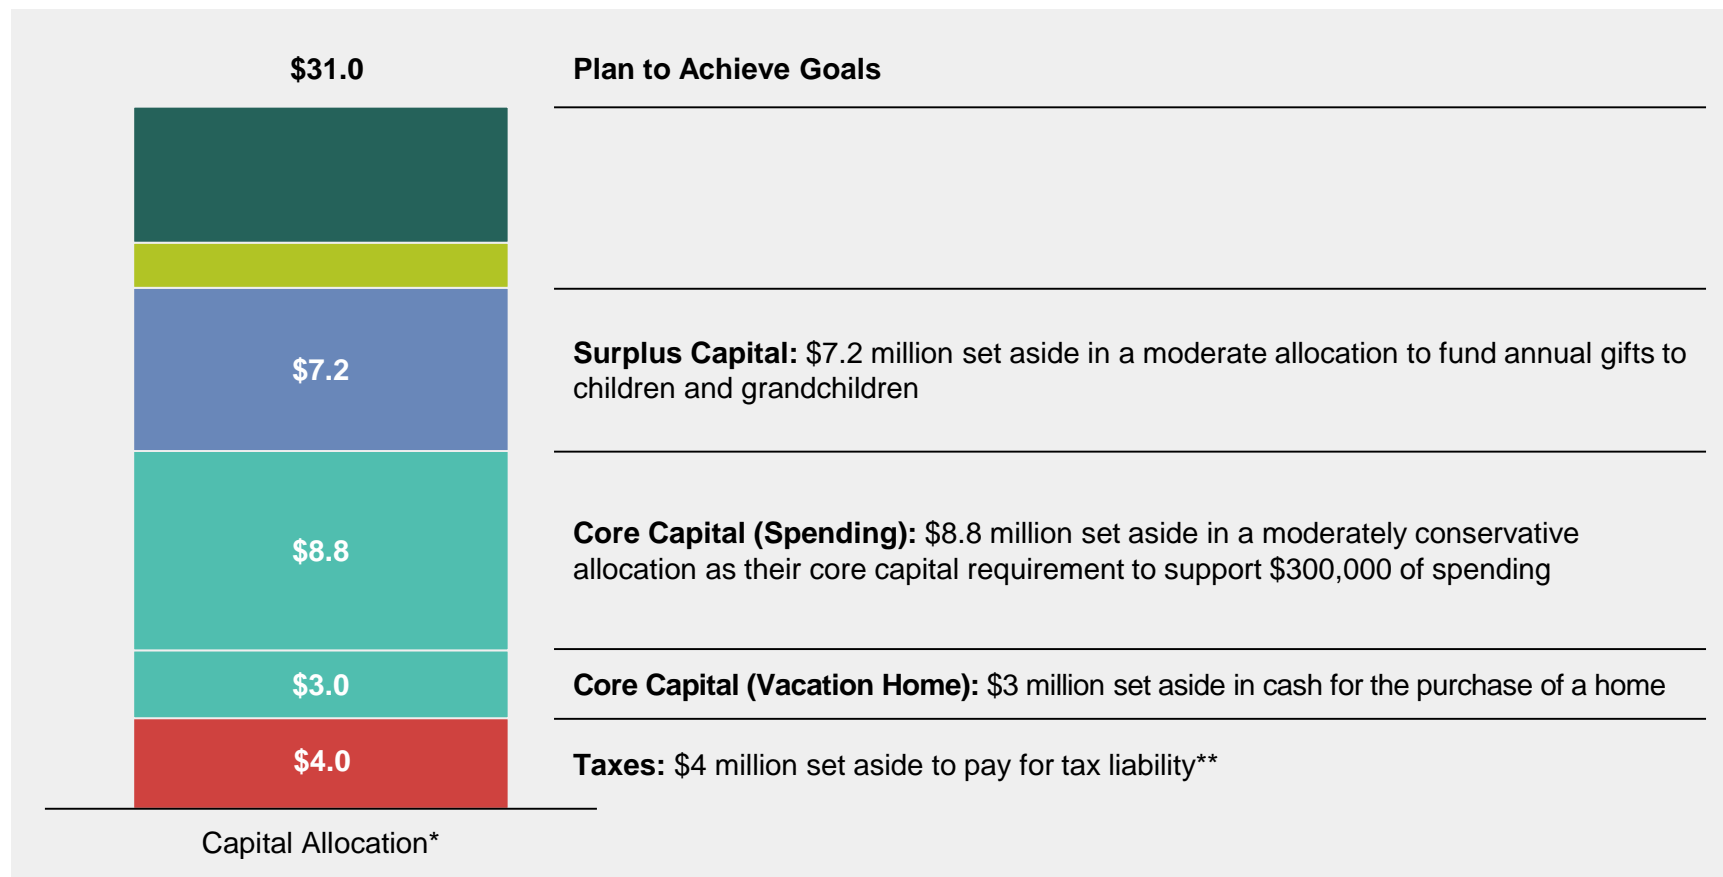 $31.0
Plan to Achieve Goals
$7.2
Surplus Capital: $7.2 million set aside in a moderate allocation to fund annual gifts to
children and grandchildren
$8.8
Core Capital (Spending): $8.8 million set aside in a moderately conservative
allocation as their core capital requirement to support $300,000 of spending
$3.0
Core Capital (Vacation Home): $3 million set aside in cash for the purchase of a home
$4.0
Taxes: $4 million set aside to pay for tax liability**
Capital Allocation*